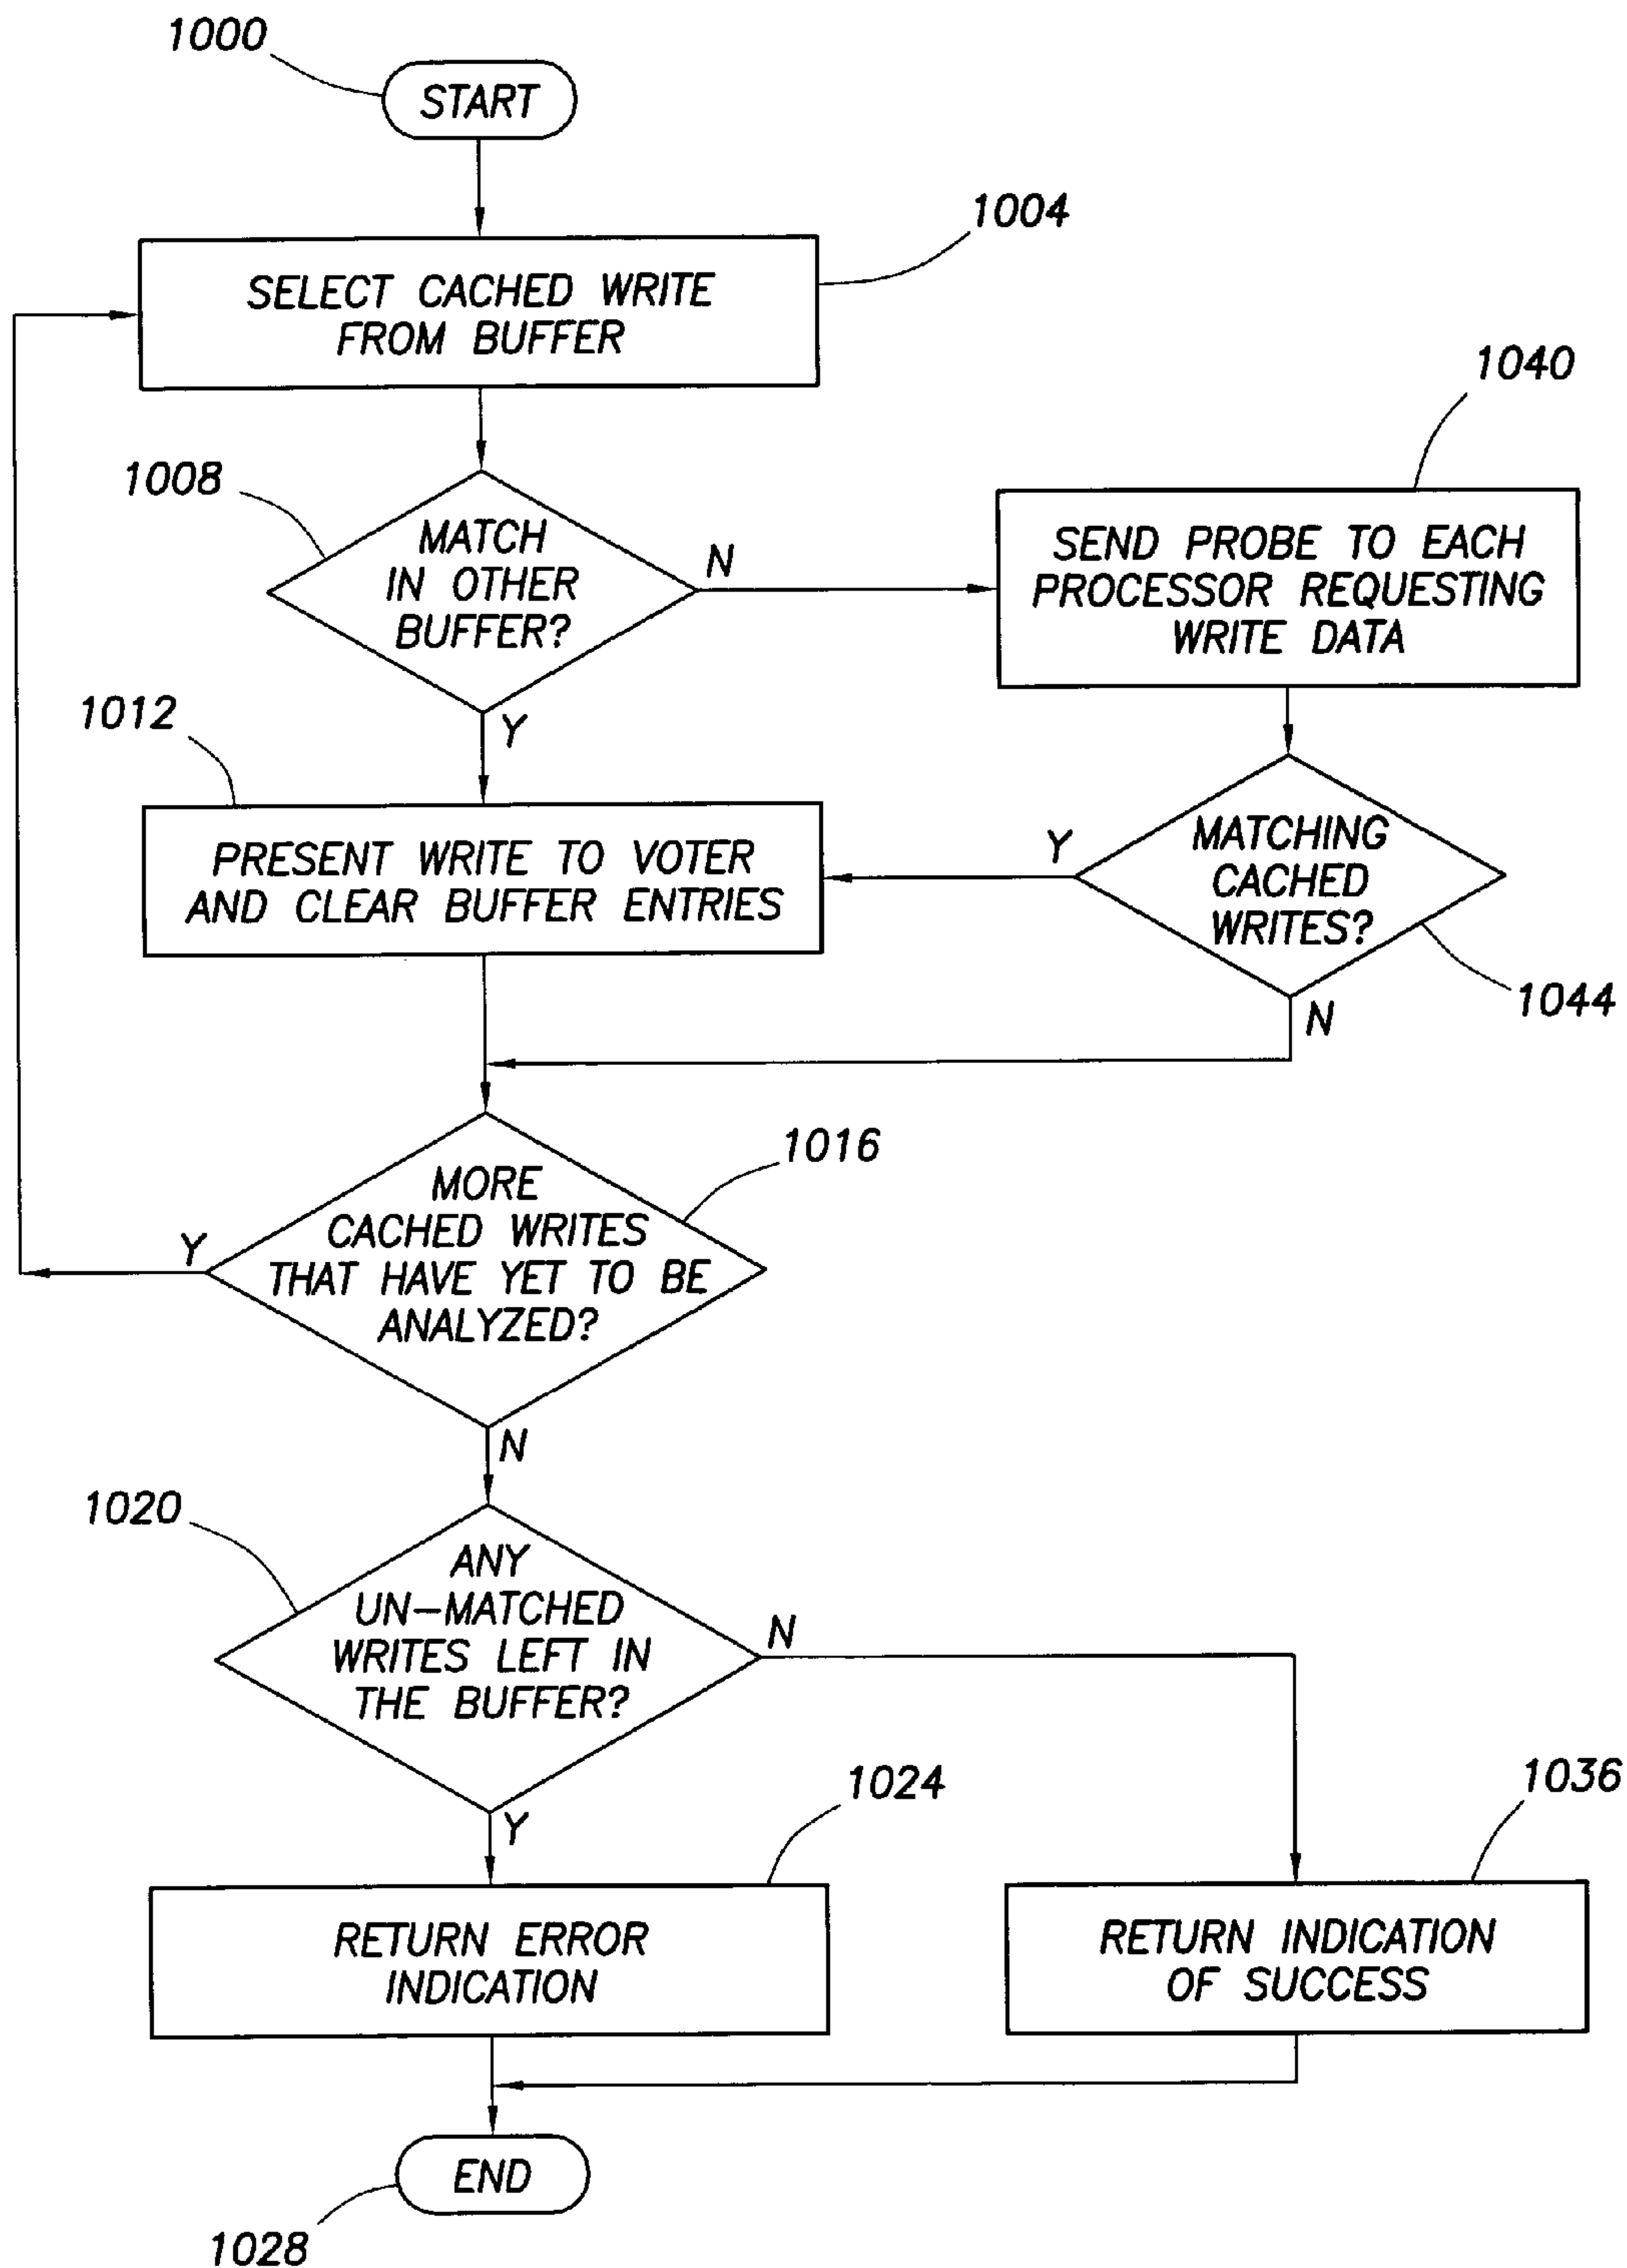 1000
START
1004
SELECT CACHED WRITE
FROM BUFFER
1040
1008
MATCH
IN OTHER
BUFFER?
N
SEND PROBE TO EACH
PROCESSOR REQUESTING
WRITE DATA
Y
1012
PRESENT WRITE TO VOTER
AND CLEAR BUFFER ENTRIES
Y
MATCHING
CACHED
WRITES?
1044
N
1016
MORE
CACHED WRITES
THAT HAVE YET TO BE
ANALYZED?
Y
N
1020
ANY
UN-MATCHED
WRITES LEFT IN
THE BUFFER?
N
Y
1024
1036
RETURN ERROR
INDICATION
RETURN INDICATION
OF SUCCESS
END
1028